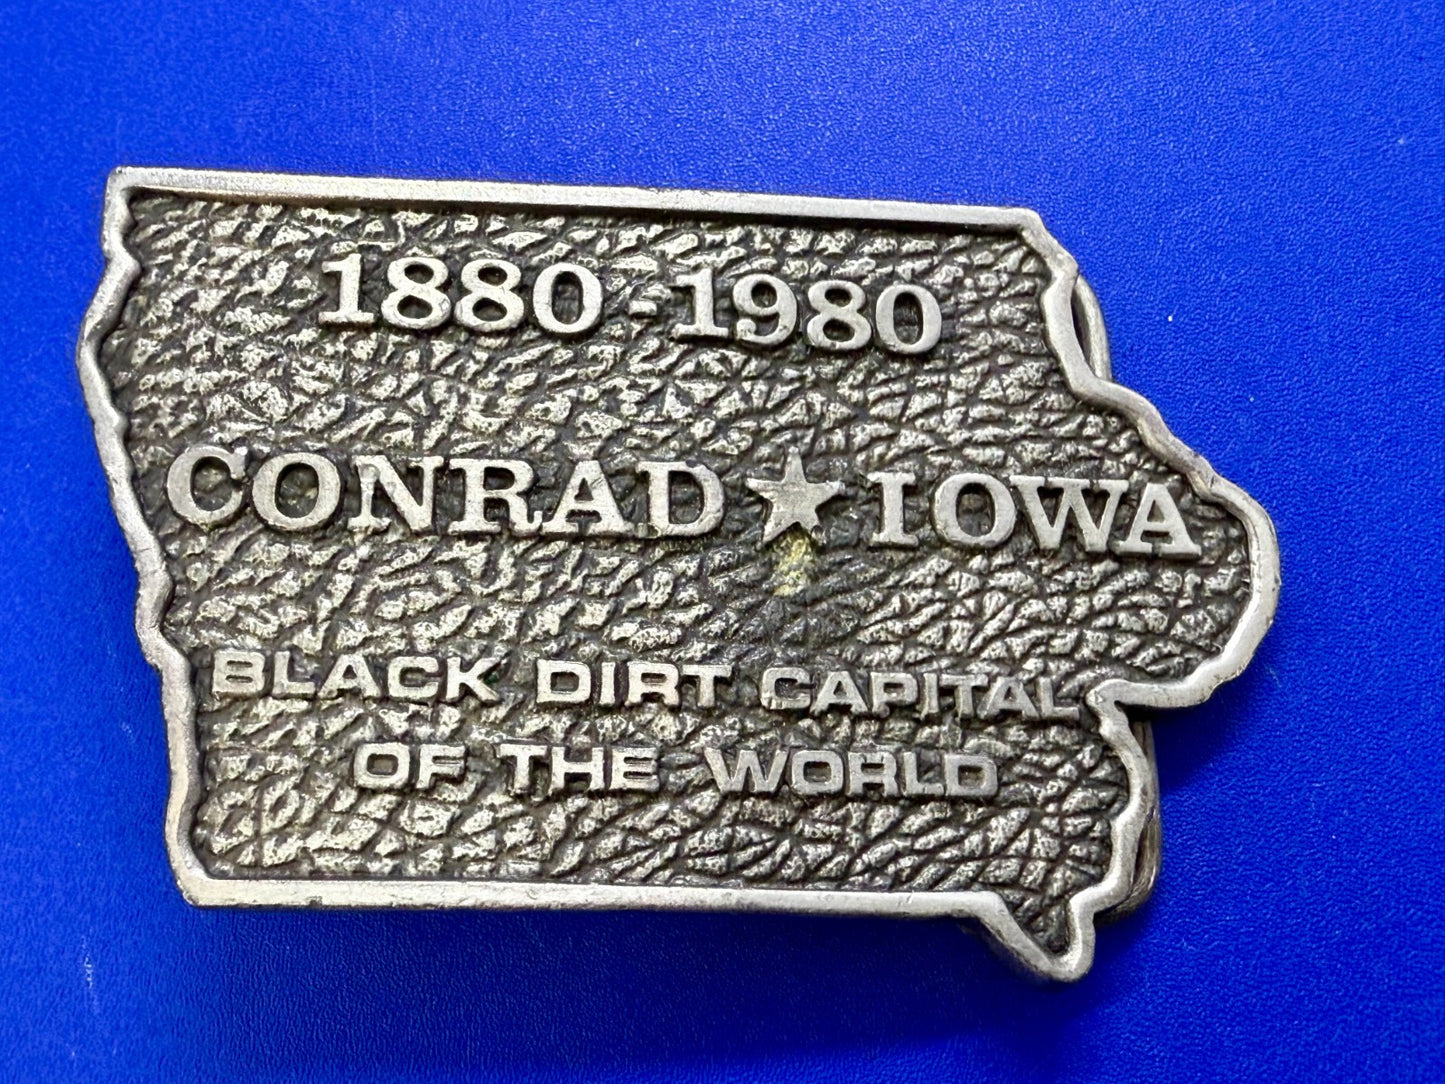 1880-1980
CONRAD ★ IOWA
BLACK DIRT CAPITAL
OF THE WORLD